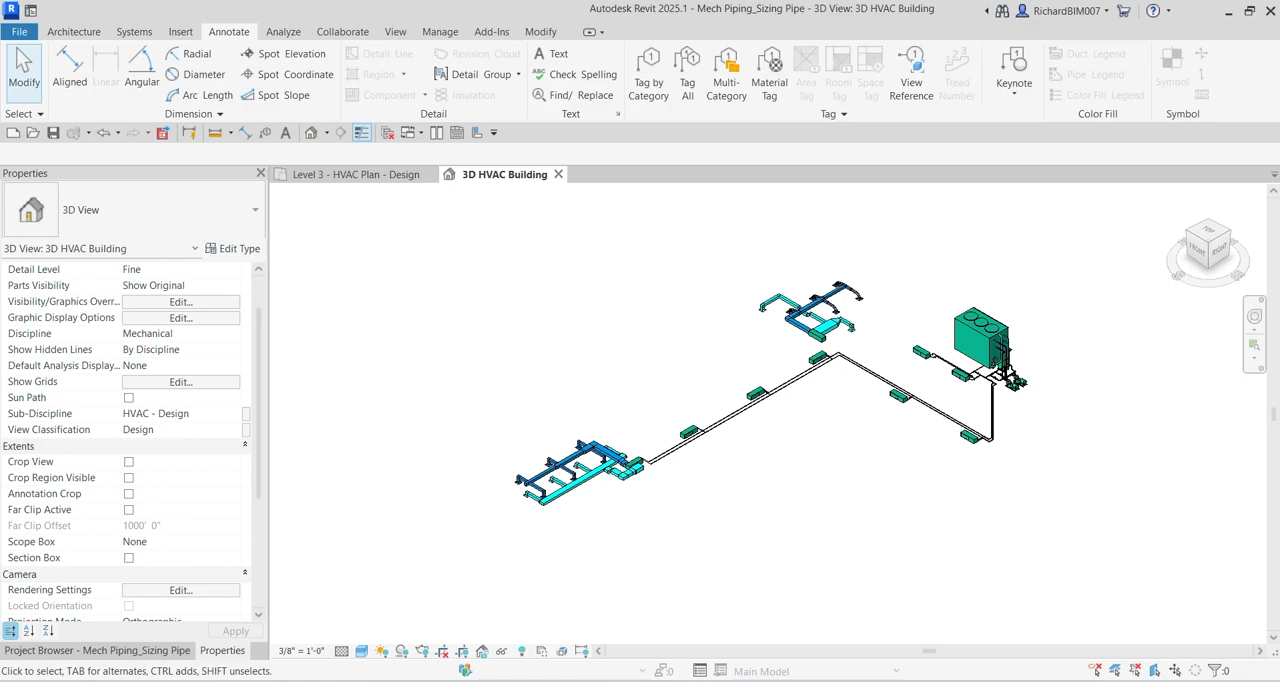 R Autodesk Revit 2025.1 - Mech Piping_Sizing Pipe - 3D View: 3D HVAC Building RichardBIM007
File Architecture Systems Insert Annotate Analyze Collaborate View Manage Add-Ins Modify
Modify Aligned Linear Angular Radial Diameter Arc Length Spot Elevation Spot Coordinate Spot Slope
Detail Line Region Component Revision Cloud Detail Group Insulation
A Text
ABC Check Spelling
Find/ Replace
Tag by Category
Tag All
Multi-Category
Material Tag
Area Tag
Room Tag
Space Tag
View Reference
Tread Number
Keynote
Duct Legend
Pipe Legend
Color Fill Legend
Symbol
Select Dimension Detail Text Tag Color Fill Symbol
Properties
Level 3 - HVAC Plan - Design
3D HVAC Building
3D View
3D View: 3D HVAC Building Edit Type
Detail Level Fine
Parts Visibility Show Original
Visibility/Graphics Overr... Edit...
Graphic Display Options Edit...
Discipline Mechanical
Show Hidden Lines By Discipline
Default Analysis Display... None
Show Grids Edit...
Sun Path
Sub-Discipline HVAC - Design
View Classification Design
Extents
Crop View
Crop Region Visible
Annotation Crop
Far Clip Active
Far Clip Offset 1000' 0"
Scope Box None
Section Box
Camera
Rendering Settings Edit...
Locked Orientation
Projection Mode Orthographic
Apply
TOP
FRONT RIGHT
Project Browser - Mech Piping_Sizing Pipe Properties
3/8" = 1'-0"
Click to select, TAB for alternates, CTRL adds, SHIFT unselects.
:0 Main Model :0